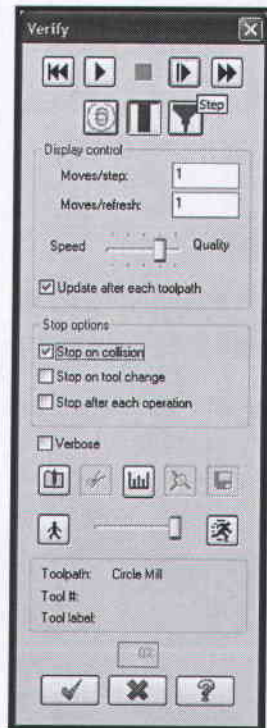 Verify
Step
Display control
Moves/step: 1
Moves/refresh: 1
Speed Quality
Update after each toolpath
Stop options
Stop on collision
Stop on tool change
Stop after each operation
Verbose
Toolpath: Circle Mill
Tool #:
Tool label: